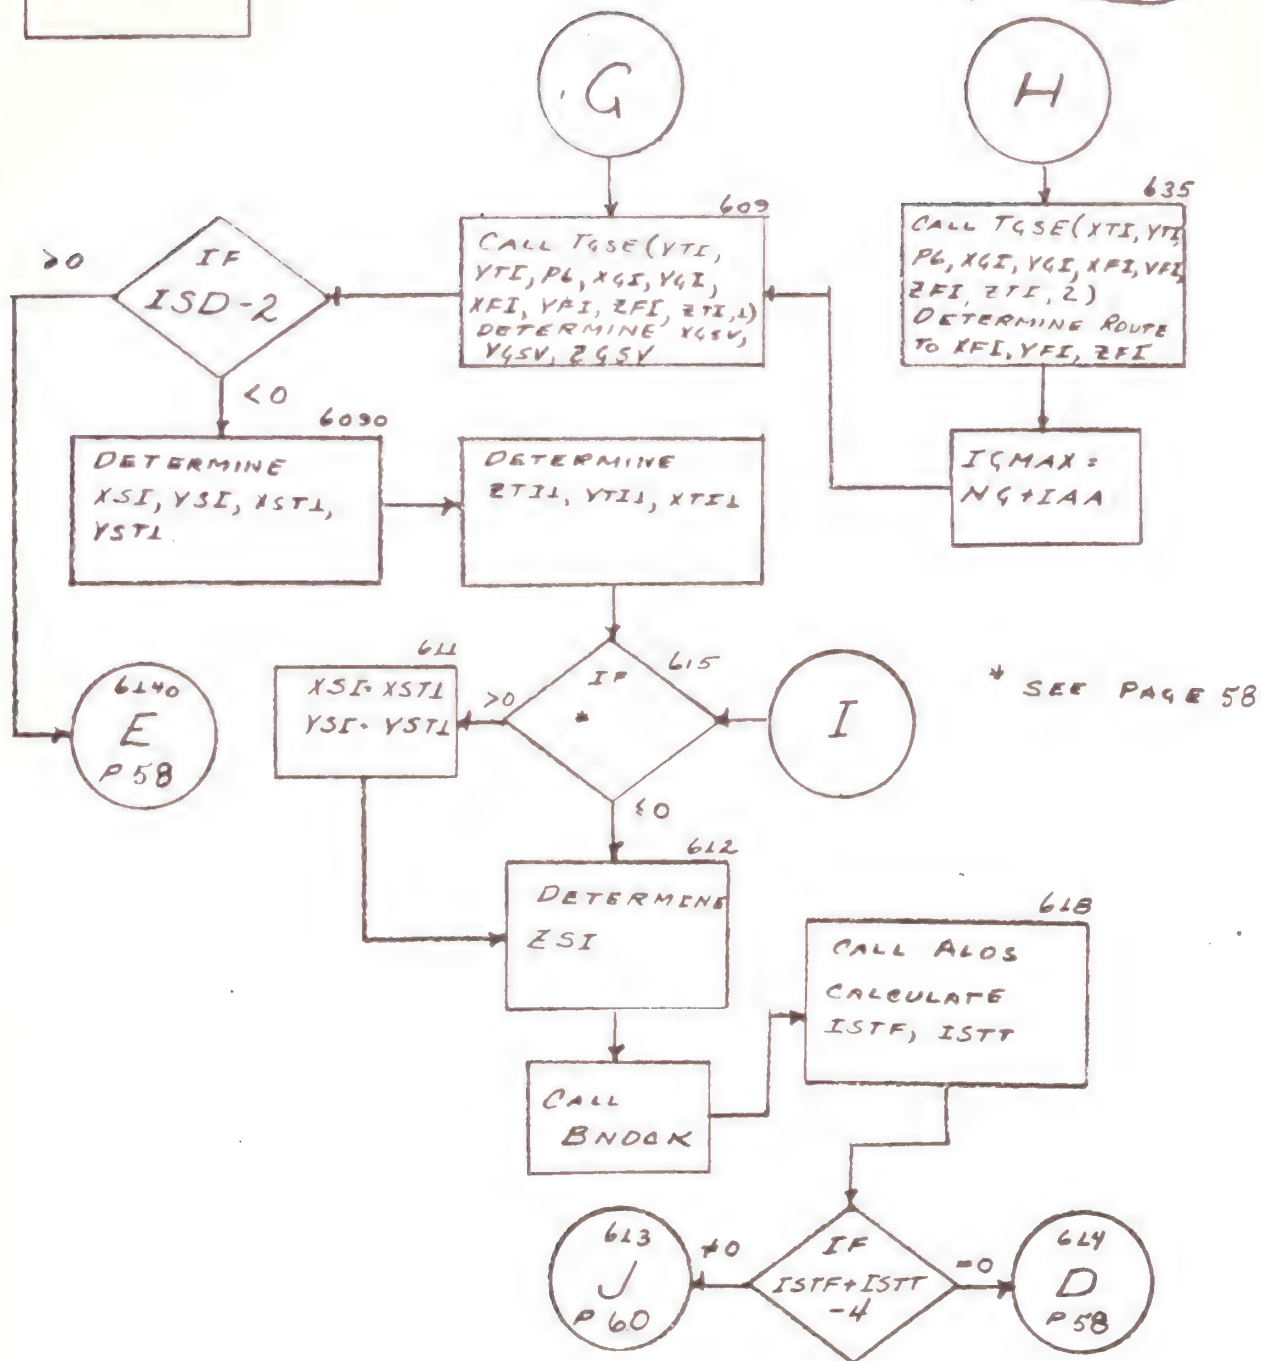 G
H
609
CALL TGSE(YTI,
YTI, PG, XGI, YGI,
XFI, YFI, ZFI, ZTI, 1)
DETERMINE XGSV,
YGSV, ZGSV
635
CALL TGSE(XTI, YTI,
PG, XGI, YGI, XFI, YFI,
ZFI, ZTI, 2)
DETERMINE ROUTE
TO XFI, YFI, ZFI
>0
IF
ISD-2
<0
6090
DETERMINE
XSI, YSI, XST1,
YST1
DETERMINE
ZTI1, YTI1, XTI1
IGMAX =
NG+IAA
6140
E
P 58
611
XSI= XST1
YSI= YST1
>0
IF
*
615
I
* SEE PAGE 58
≤0
612
DETERMINE
ZSI
618
CALL ALOS
CALCULATE
ISTF, ISTT
CALL
BNDCK
613
J
P 60
≠0
IF
ISTF+ISTT
-4
=0
614
D
P 58